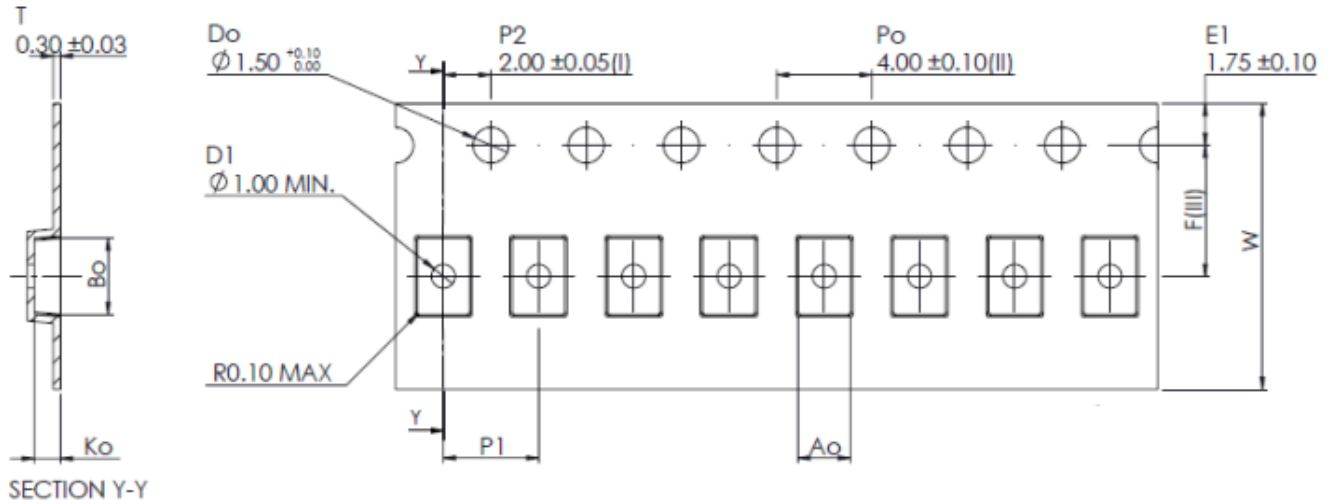 T
0.30 ±0.03
Do
Ø 1.50 +0.10 0.00
Y
P2
2.00 ±0.05(I)
Po
4.00 ±0.10(II)
E1
1.75 ±0.10
D1
Ø 1.00 MIN.
F(III)
W
Bo
R0.10 MAX
Y
Ko
P1
Ao
SECTION Y-Y